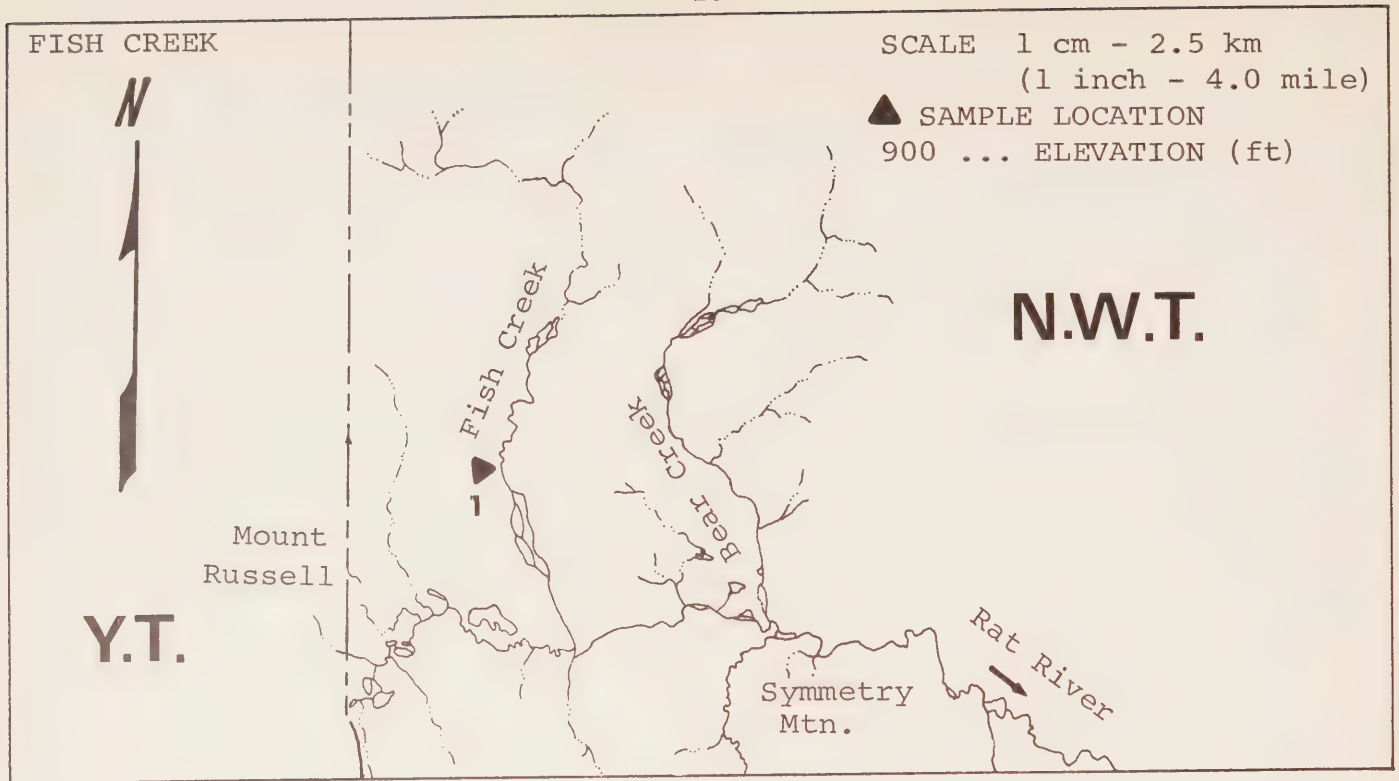 FISH CREEK
SCALE 1 cm - 2.5 km
(1 inch - 4.0 mile)
SAMPLE LOCATION
900 ... ELEVATION (ft)
N
N.W.T.
Fish Creek
Bear Creek
1
Mount
Russell
Y.T.
Rat River
Symmetry
Mtn.